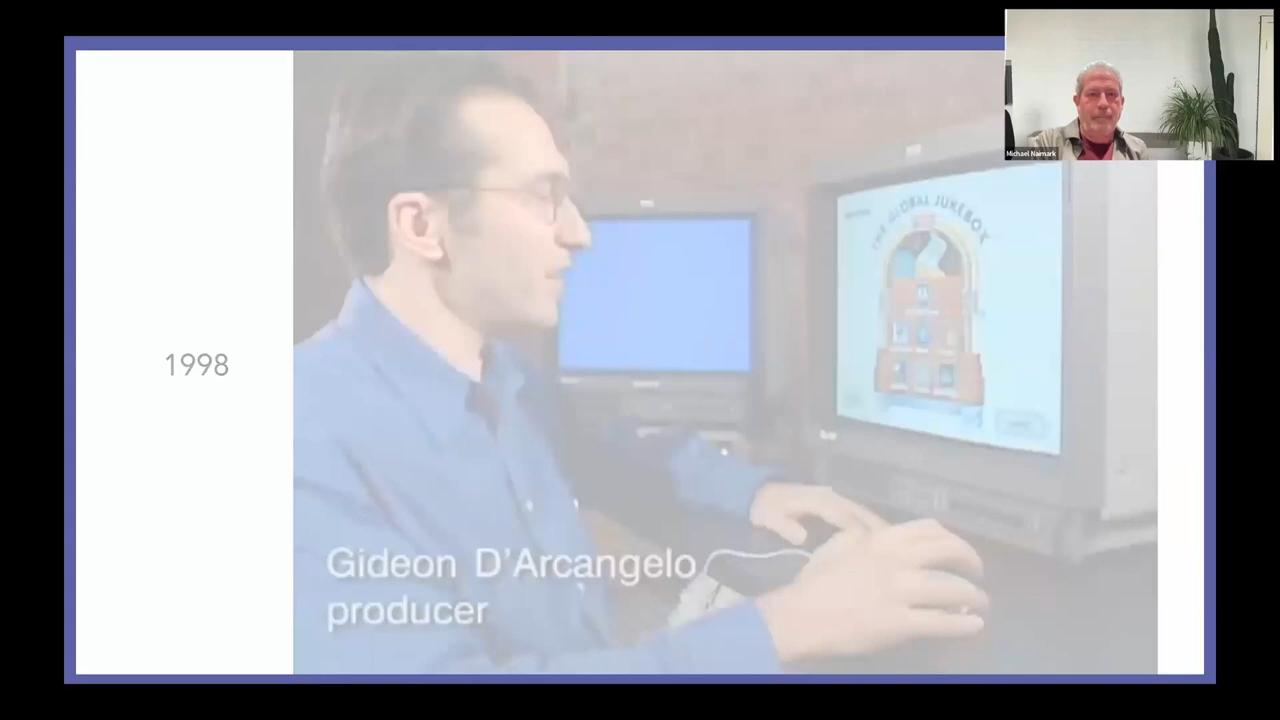 Michael Naimark
THE GLOBAL JUKEBOX
1998
Gideon D'Arcangelo
producer